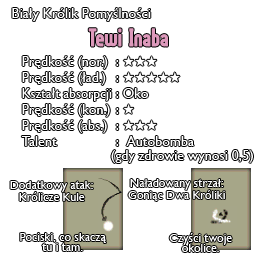 Biały Królik Pomyślności
Tewi Inaba
Prędkość (nor.) : ☆☆☆
Prędkość (ład.) : ☆☆☆☆☆
Kształt absorpcji : Oko
Prędkość (kon.) : ☆
Prędkość (abs.) : ☆☆☆
Talent : Autobomba
(gdy zdrowie wynosi 0,5)
Dodatkowy atak:
Królicze Kule
Pociski, co skaczą
tu i tam.
Naładowany strzał:
Goniąc Dwa Króliki
Czyści twoje
okolice.